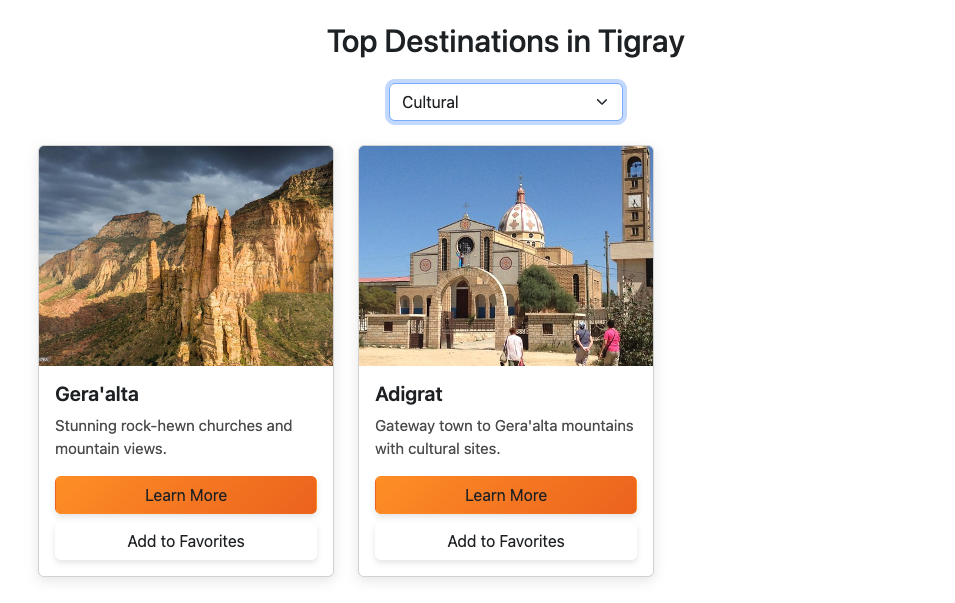 Top Destinations in Tigray
Cultural
Gera'alta
Stunning rock-hewn churches and
mountain views.
Learn More
Add to Favorites
Adigrat
Gateway town to Gera'alta mountains
with cultural sites.
Learn More
Add to Favorites